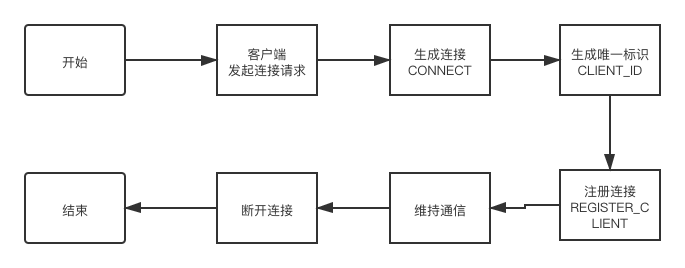 开始
客户端
发起连接请求
生成连接
CONNECT
生成唯一标识
CLIENT_ID
注册连接
REGISTER_C
LIENT
维持通信
断开连接
结束